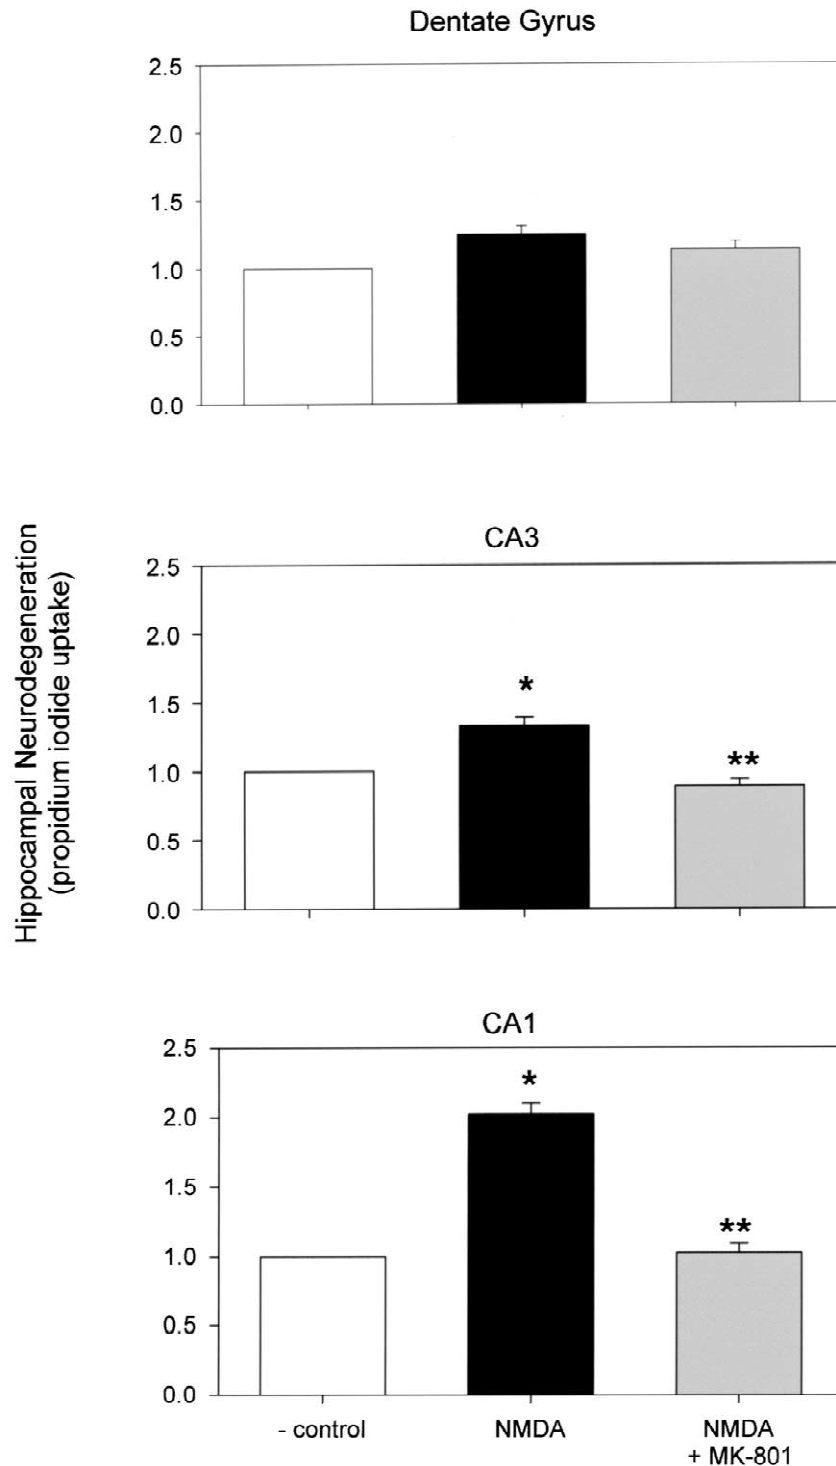 Dentate Gyrus
2.5
2.0
1.5
1.0
0.5
0.0
Hippocampal Neurodegeneration
(propidium iodide uptake)
CA3
2.5
2.0
*
1.5
**
1.0
0.5
0.0
CA1
2.5
*
2.0
1.5
**
1.0
0.5
0.0
- control
NMDA
NMDA
+ MK-801